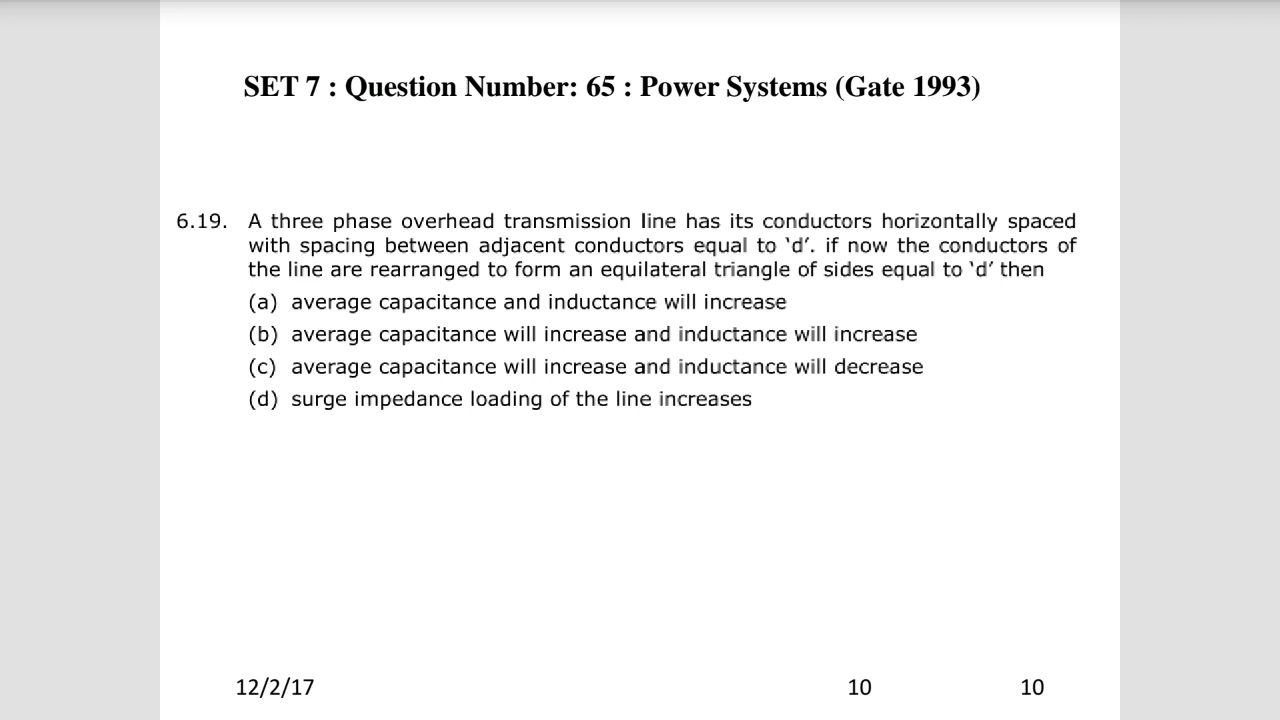 SET 7 : Question Number: 65 : Power Systems (Gate 1993)
6.19. A three phase overhead transmission line has its conductors horizontally spaced
with spacing between adjacent conductors equal to ‘d’. if now the conductors of
the line are rearranged to form an equilateral triangle of sides equal to ‘d’ then
(a) average capacitance and inductance will increase
(b) average capacitance will increase and inductance will increase
(c) average capacitance will increase and inductance will decrease
(d) surge impedance loading of the line increases
12/2/17 10 10